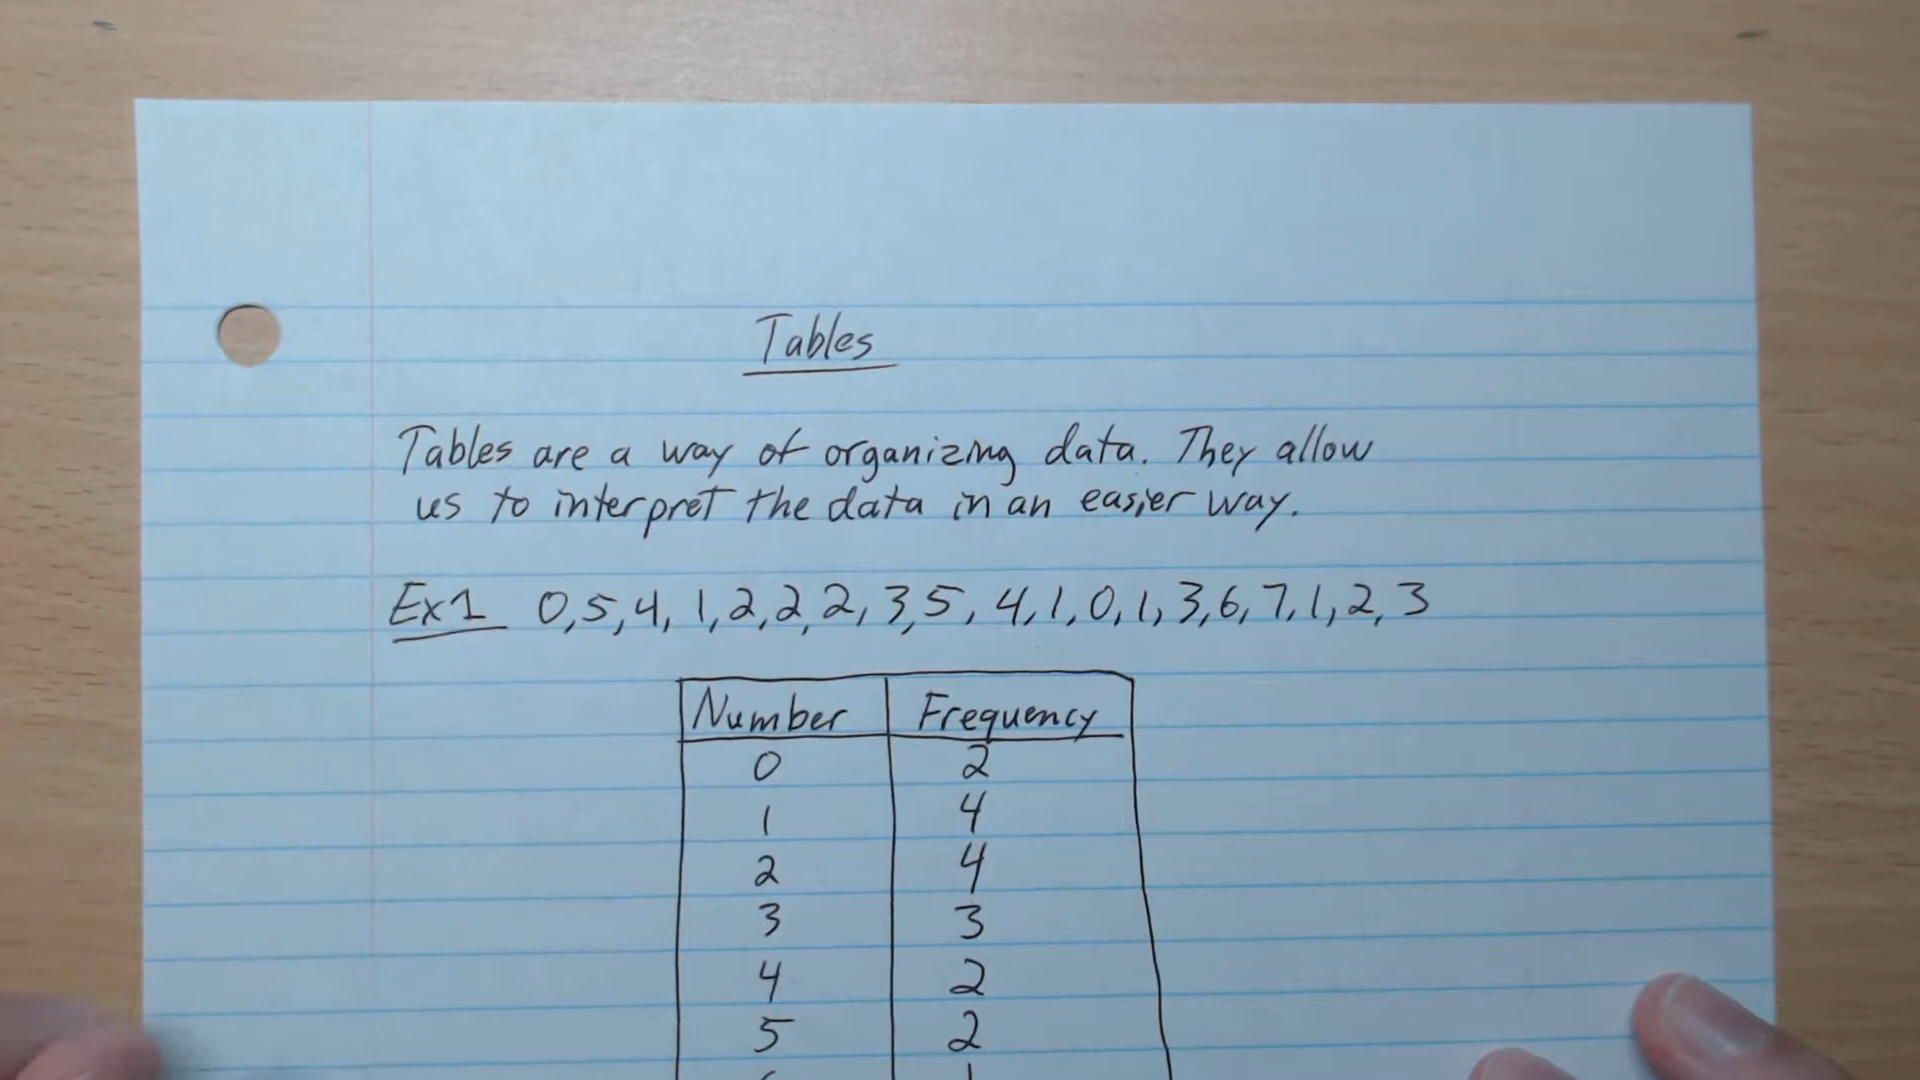 Tables
Tables are a way of organizing data. They allow
us to interpret the data in an easier way.
Ex1 0,5,4,1,2,2,2,3,5,4,1,0,1,3,6,7,1,2,3
Number Frequency
0 2
1 4
2 4
3 3
4 2
5 2